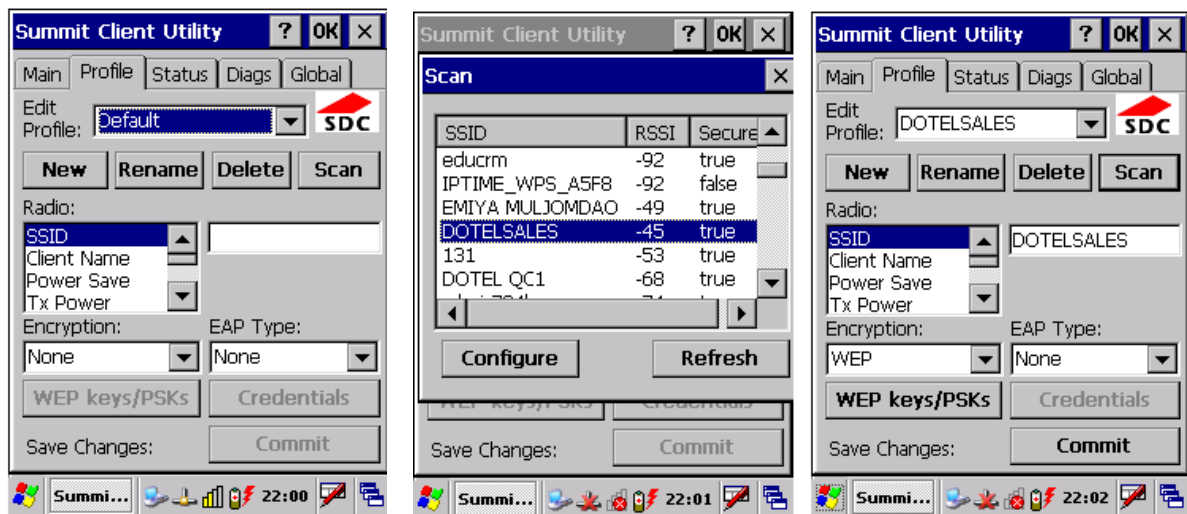 Summit Client Utility ? OK ×
Main Profile Status Diags Global
Edit
Profile: Default
SDC
New Rename Delete Scan
Radio:
SSID
Client Name
Power Save
Tx Power
Encryption: EAP Type:
None None
WEP keys/PSKs Credentials
Save Changes: Commit
Summi... 22:00
Summit Client Utility ? OK ×
Scan ×
SSID RSSI Secure
educrm -92 true
IPTIME_WPS_A5F8 -92 false
EMIYA MULJOMDAO -49 true
DOTELSALES -45 true
131 -53 true
DOTEL QC1 -68 true
Configure Refresh
WEP keys/PSKs Credentials
Save Changes: Commit
Summi... 22:01
Summit Client Utility ? OK ×
Main Profile Status Diags Global
Edit
Profile: DOTELSALES
SDC
New Rename Delete Scan
Radio:
SSID DOTELSALES
Client Name
Power Save
Tx Power
Encryption: EAP Type:
WEP None
WEP keys/PSKs Credentials
Save Changes: Commit
Summi... 22:02